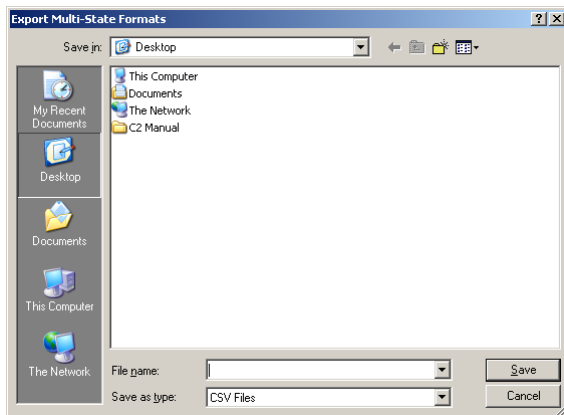 Export Multi-State Formats
Save in:
Desktop
My Recent
Documents
Desktop
Documents
This Computer
The Network
This Computer
Documents
The Network
C2 Manual
File name:
Save
Save as type:
CSV Files
Cancel